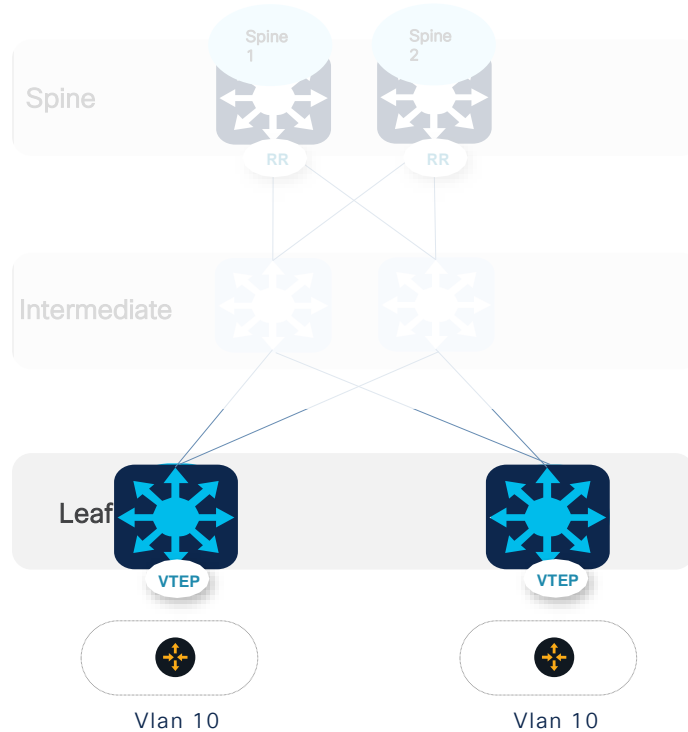 Spine
1
Spine
2
Spine
RR
RR
Intermediate
Leaf
VTEP
VTEP
Vlan 10
Vlan 10